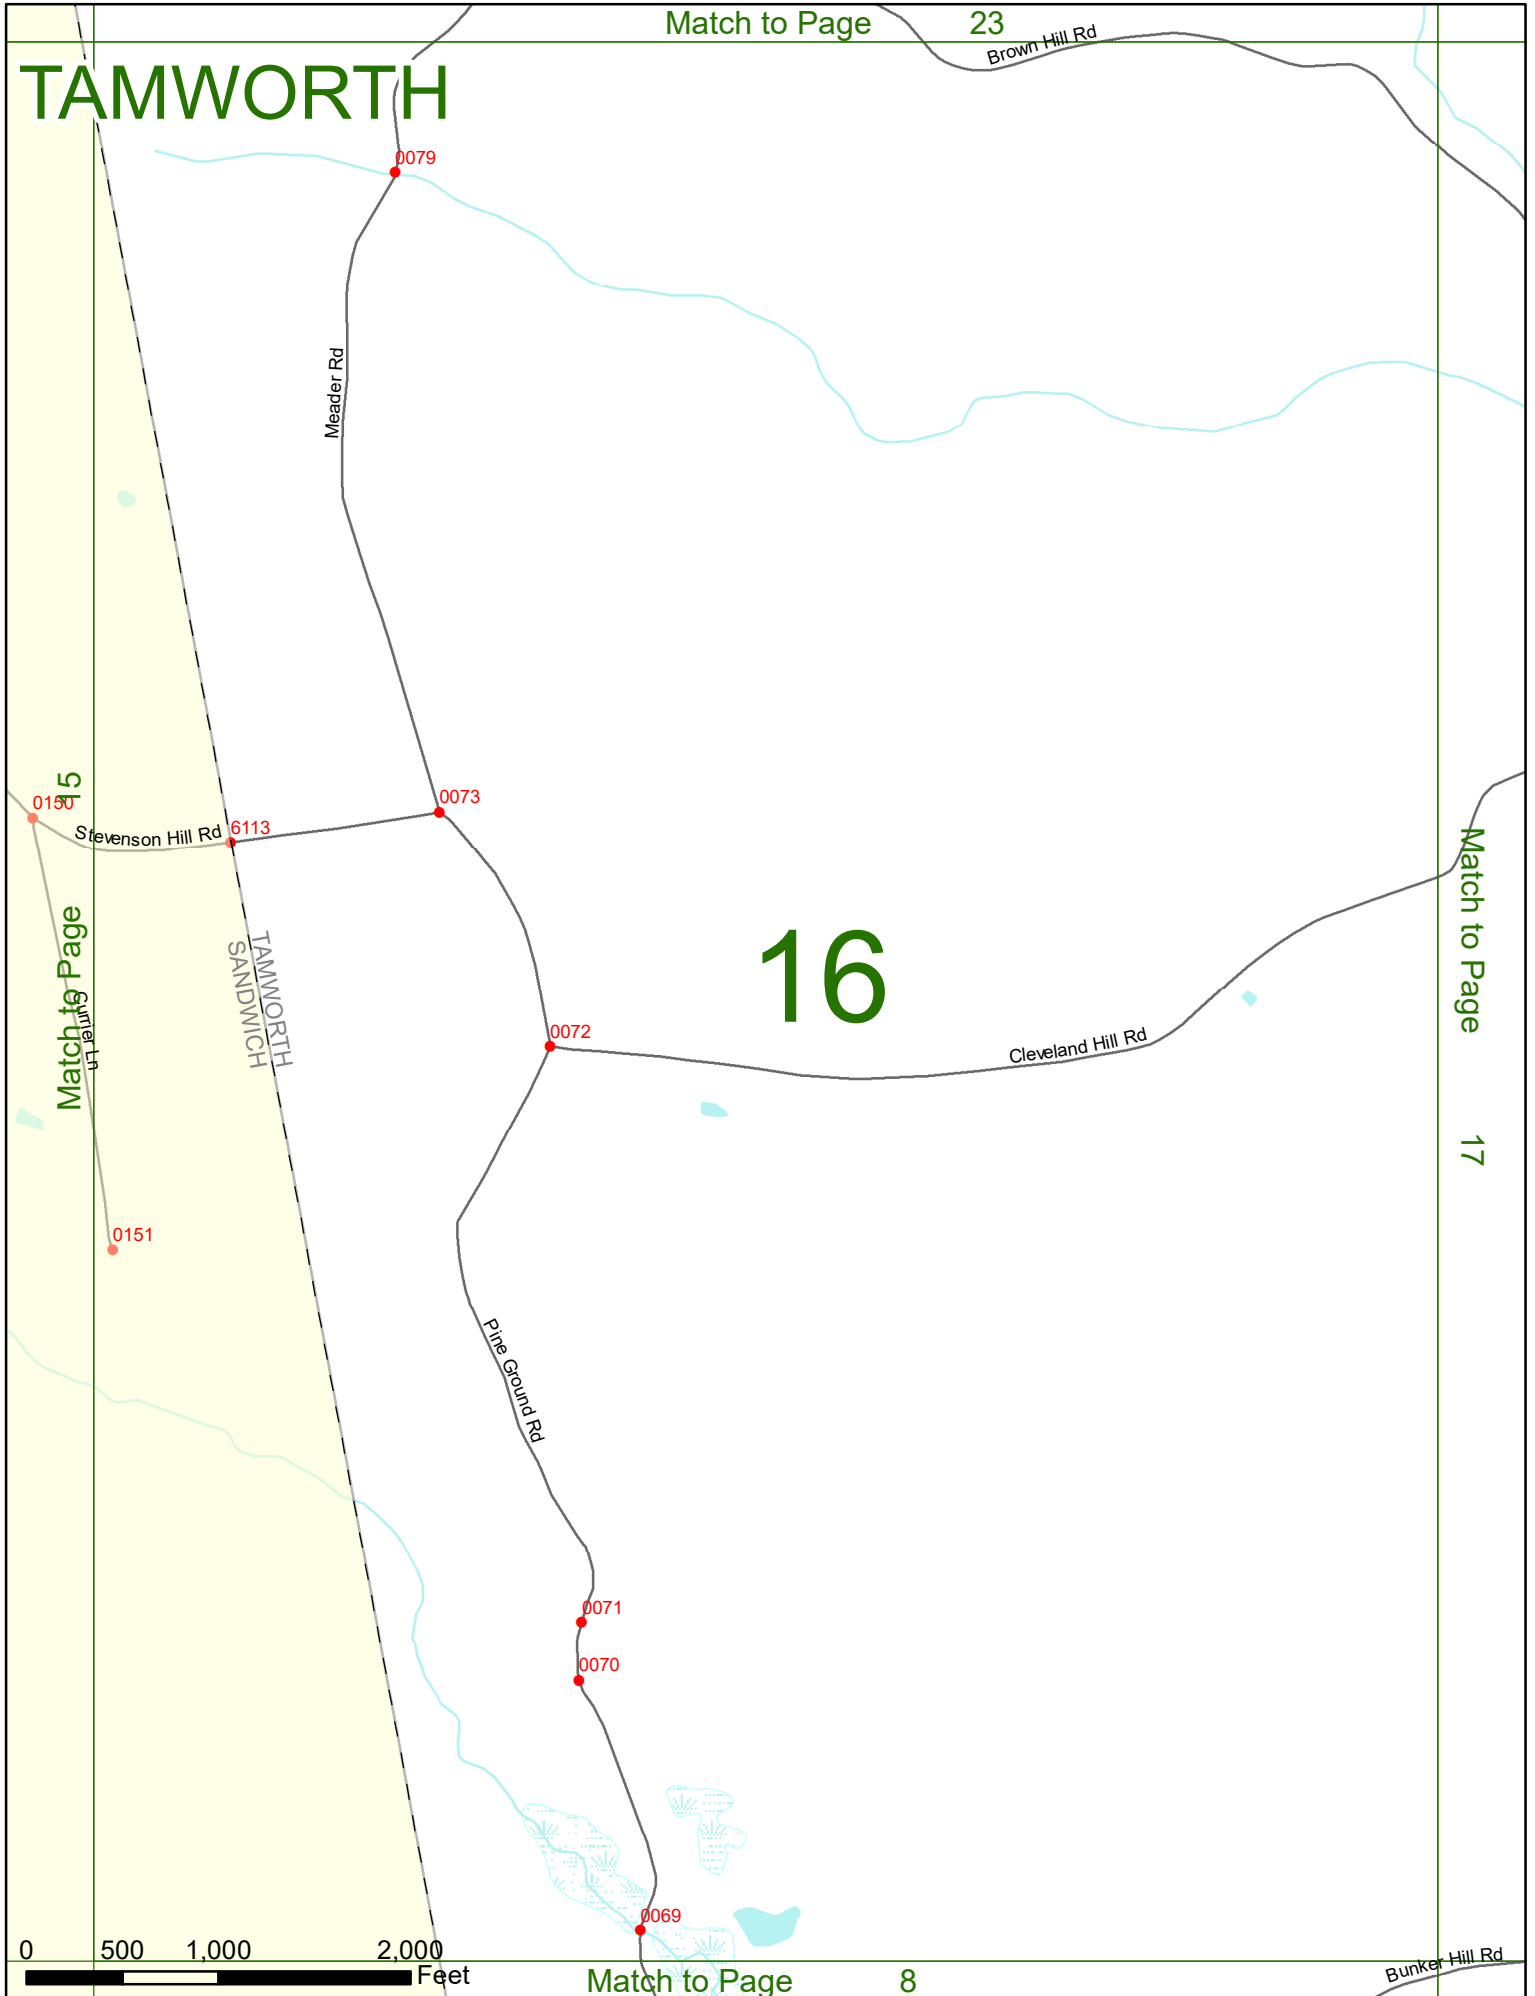 Match to Page 23
Brown Hill Rd
TAMWORTH
0079
Meader Rd
15
0150
0073
Stevenson Hill Rd
6113
Match to Page
Match to Page
Currier Ln
TAMWORTH
SANDWICH
16
0072
Cleveland Hill Rd
17
0151
Pine Ground Rd
0071
0070
0069
0 500 1,000 2,000
Feet
Match to Page 8
Bunker Hill Rd